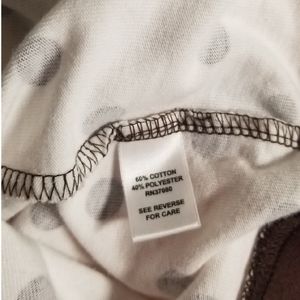 60% COTTON
40% POLYESTER
RN37080
SEE REVERSE
FOR CARE